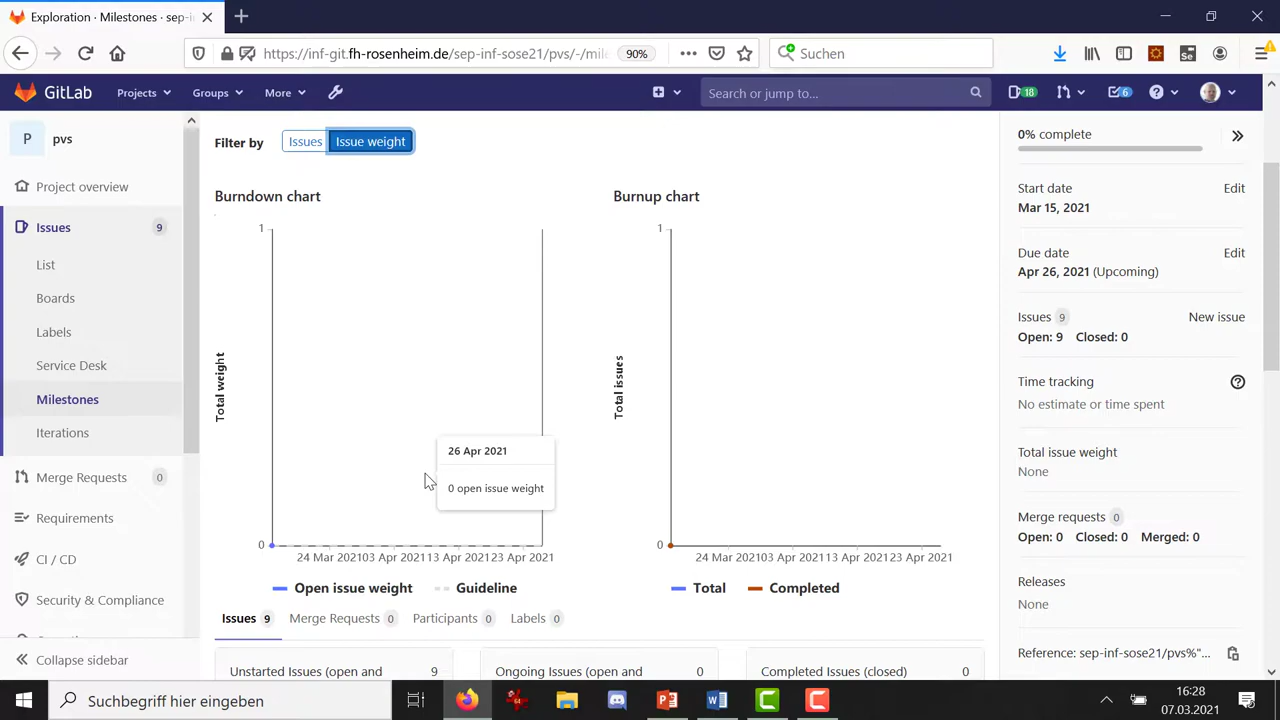 Exploration · Milestones · sep-i
https://inf-git.fh-rosenheim.de/sep-inf-sose21/pvs/-/mile
90%
Suchen
GitLab
Projects
Groups
More
Search or jump to...
18
6
P
pvs
Project overview
Issues
9
List
Boards
Labels
Service Desk
Milestones
Iterations
Merge Requests
0
Requirements
CI / CD
Security & Compliance
Collapse sidebar
Filter by
Issues
Issue weight
Burndown chart
1
Total weight
0
24 Mar 2021
03 Apr 2021
13 Apr 2021
23 Apr 2021
26 Apr 2021
0 open issue weight
Open issue weight
Guideline
Burnup chart
1
Total issues
0
24 Mar 2021
03 Apr 2021
13 Apr 2021
23 Apr 2021
Total
Completed
Issues 9
Merge Requests 0
Participants 0
Labels 0
Unstarted Issues (open and
9
Ongoing Issues (open and
0
Completed Issues (closed)
0
0% complete
Start date
Edit
Mar 15, 2021
Due date
Edit
Apr 26, 2021 (Upcoming)
Issues 9
New issue
Open: 9 Closed: 0
Time tracking
No estimate or time spent
Total issue weight
None
Merge requests 0
Open: 0 Closed: 0 Merged: 0
Releases
None
Reference: sep-inf-sose21/pvs%"...
Suchbegriff hier eingeben
16:28
07.03.2021